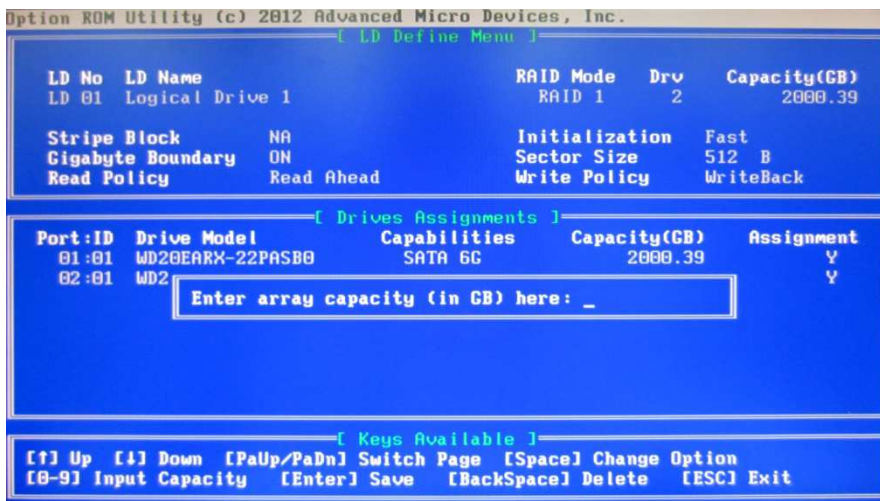 Option ROM Utility (c) 2012 Advanced Micro Devices, Inc.
[ LD Define Menu ]
LD No LD Name RAID Mode Drv Capacity(GB)
LD 01 Logical Drive 1 RAID 1 2 2000.39
Stripe Block NA Initialization Fast
Gigabyte Boundary ON Sector Size 512 B
Read Policy Read Ahead Write Policy WriteBack
[ Drives Assignments ]
Port:ID Drive Model Capabilities Capacity(GB) Assignment
01:01 WD20EARX-22PASB0 SATA 6G 2000.39 Y
02:01 WD2 Y
Enter array capacity (in GB) here: _
[ Keys Available ]
[↑] Up [↓] Down [PaUp/PaDn] Switch Page [Space] Change Option
[0-9] Input Capacity [Enter] Save [BackSpace] Delete [ESC] Exit